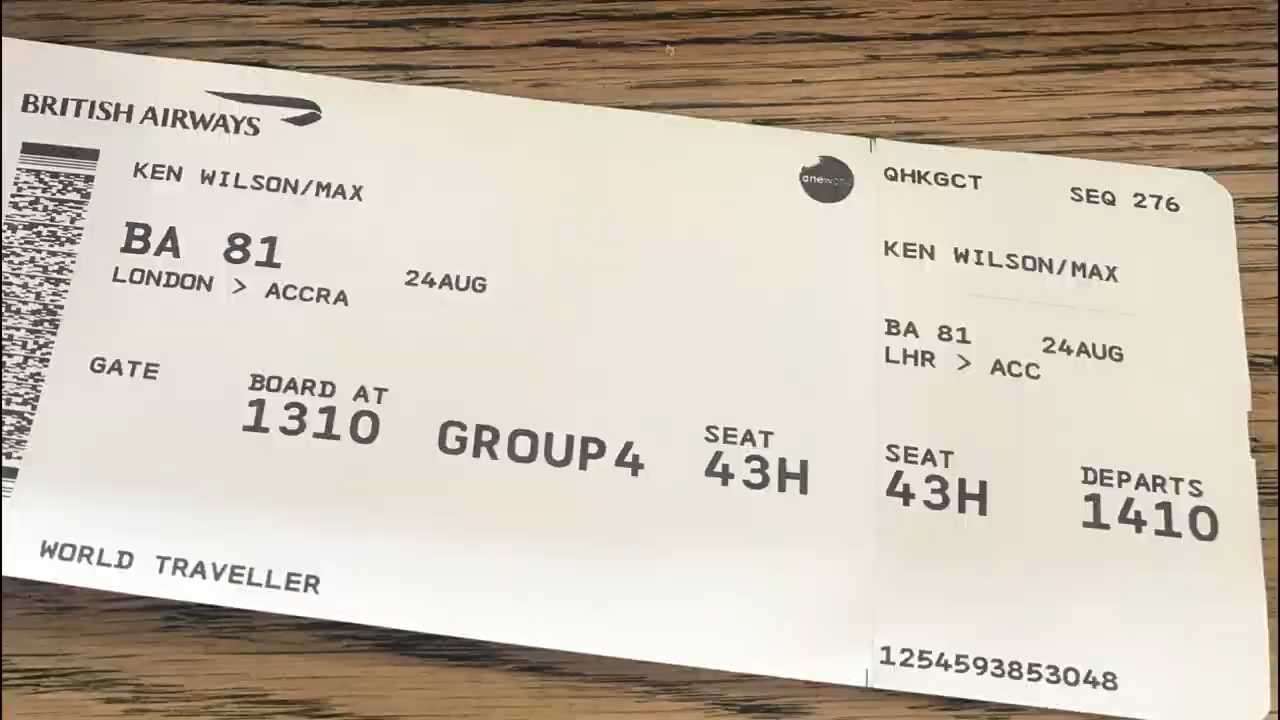 BRITISH AIRWAYS
KEN WILSON/MAX
BA 81
LONDON > ACCRA 24AUG
GATE
BOARD AT
1310
GROUP4
SEAT
43H
WORLD TRAVELLER
QHKGCT SEQ 276
KEN WILSON/MAX
BA 81 24AUG
LHR > ACC
SEAT
43H
DEPARTS
1410
1254593853048